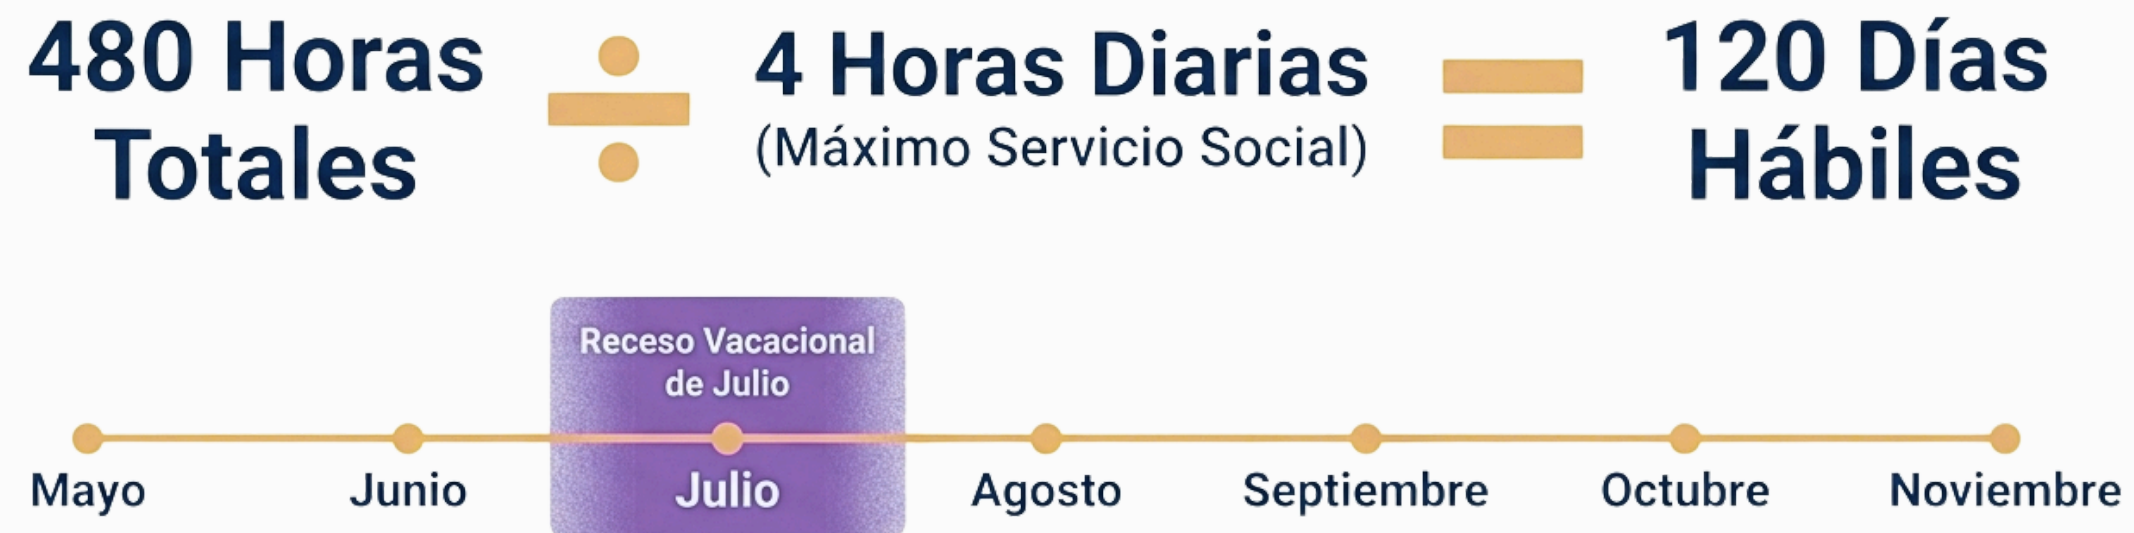 480 Horas
Totales
÷
4 Horas Diarias
(Máximo Servicio Social)
=
120 Días
Hábiles
Receso Vacacional
de Julio
Mayo
Junio
Julio
Agosto
Septiembre
Octubre
Noviembre